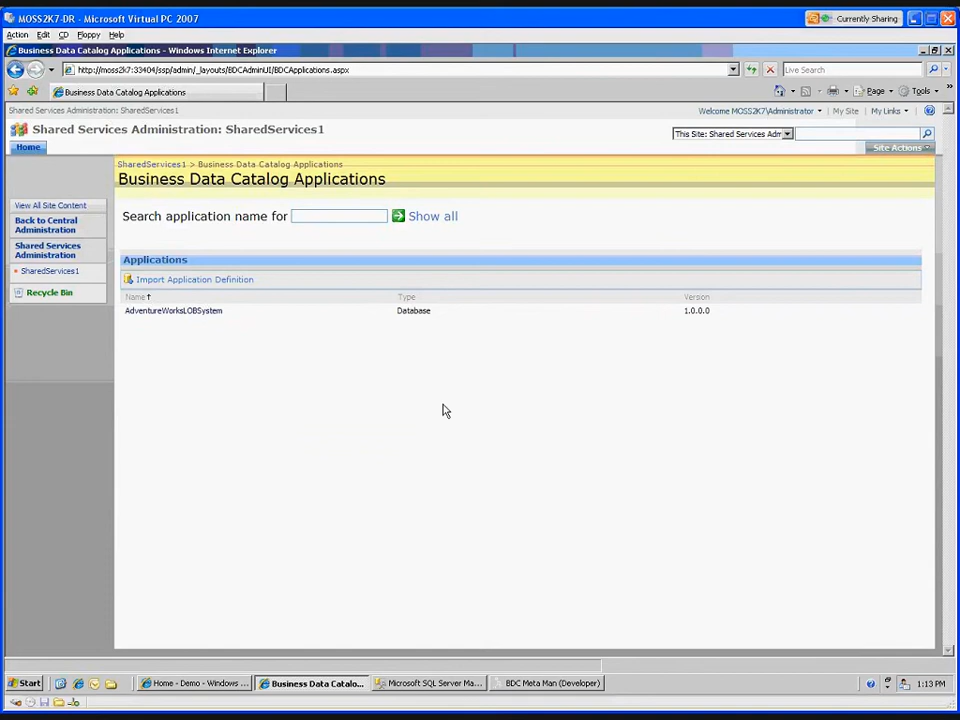 MOSS2K7-DR - Microsoft Virtual PC 2007
Currently Sharing
Action Edit CD Floppy Help
Business Data Catalog Applications - Windows Internet Explorer
http://moss2k7:33404/ssp/admin/_layouts/BDCAdminUI/BDCApplications.aspx
Live Search
Business Data Catalog Applications
Page
Tools
Shared Services Administration: SharedServices1
Welcome MOSS2K7\Administrator
My Site
My Links
Shared Services Administration: SharedServices1
This Site: Shared Services Adm
Home
Site Actions
SharedServices1 > Business Data Catalog Applications
Business Data Catalog Applications
View All Site Content
Back to Central
Administration
Shared Services
Administration
SharedServices1
Recycle Bin
Search application name for
Show all
Applications
Import Application Definition
Name Type Version
AdventureWorksLOBSystem Database 1.0.0.0
Start
Home - Demo - Windows ...
Business Data Catalo...
Microsoft SQL Server Ma...
BDC Meta Man (Developer)
1:13 PM